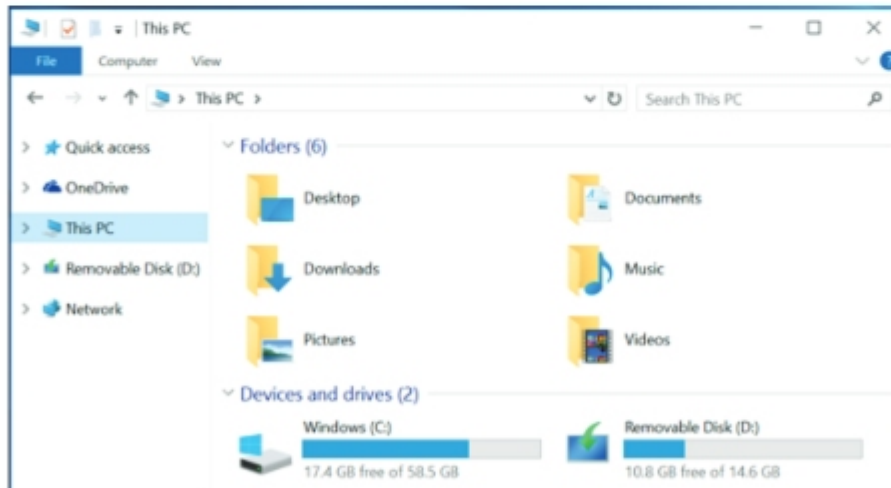 This PC
File Computer View
This PC
Search This PC
Quick access
OneDrive
This PC
Removable Disk (D:)
Network
Folders (6)
Desktop
Documents
Downloads
Music
Pictures
Videos
Devices and drives (2)
Windows (C:)
17.4 GB free of 58.5 GB
Removable Disk (D:)
10.8 GB free of 14.6 GB